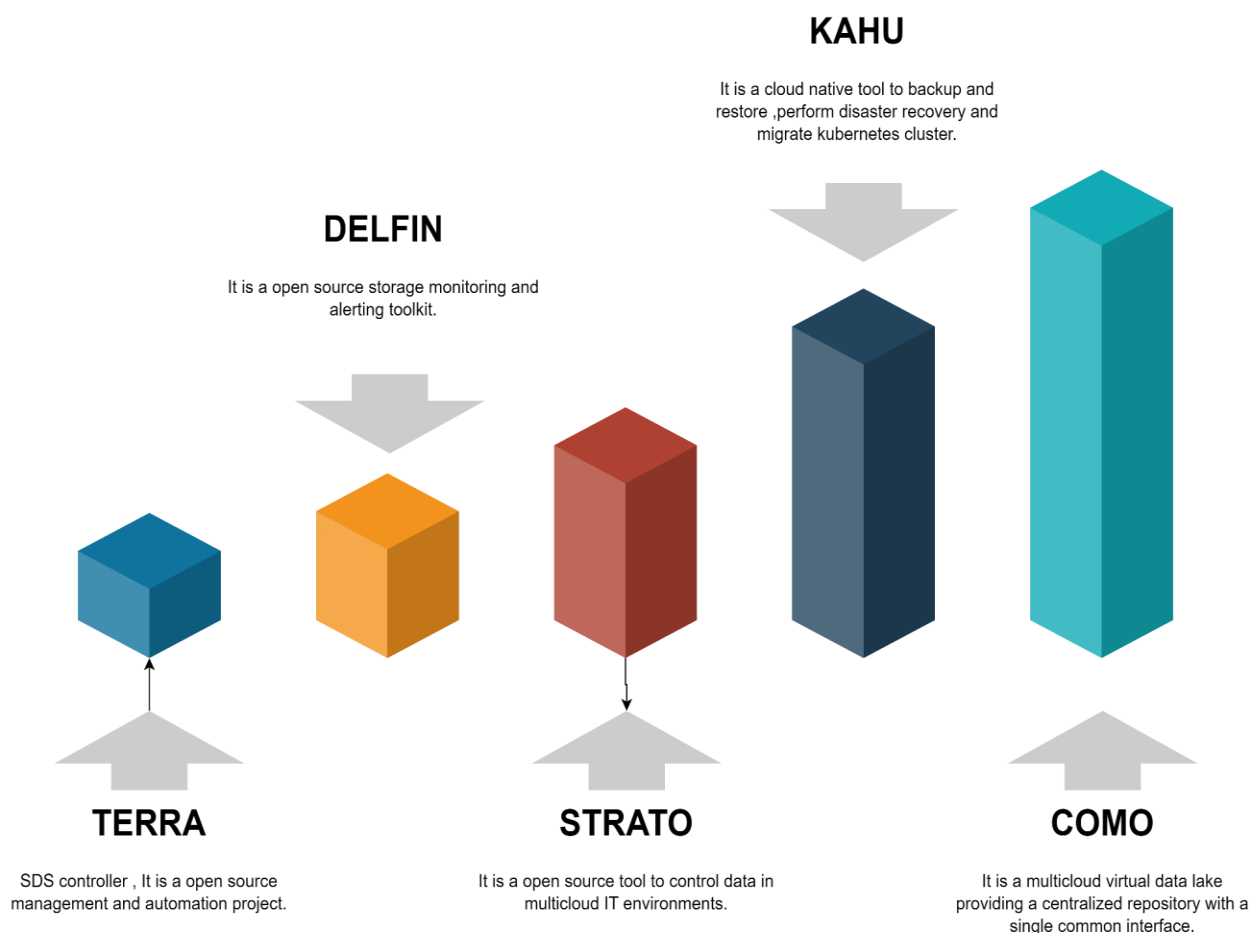 KAHU
It is a cloud native tool to backup and
restore ,perform disaster recovery and
migrate kubernetes cluster.
DELFIN
It is a open source storage monitoring and
alerting toolkit.
TERRA
SDS controller , It is a open source
management and automation project.
STRATO
It is a open source tool to control data in
multicloud IT environments.
COMO
It is a multicloud virtual data lake
providing a centralized repository with a
single common interface.